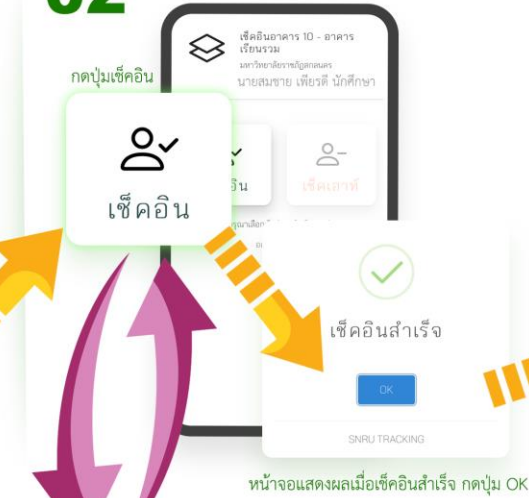 02
เช็คอินอาคาร 10 - อาคาร
เรียนรวม
มหาวิทยาลัยราชภัฏสกลนคร
นายสมชาย เพียรดี นักศึกษา
กดปุ่มเช็คอิน
เช็คอิน
เช็คเอาท์
เช็คอินสำเร็จ
OK
SNRU TRACKING
หน้าจอแสดงผลเมื่อเช็คอินสำเร็จ กดปุ่ม OK